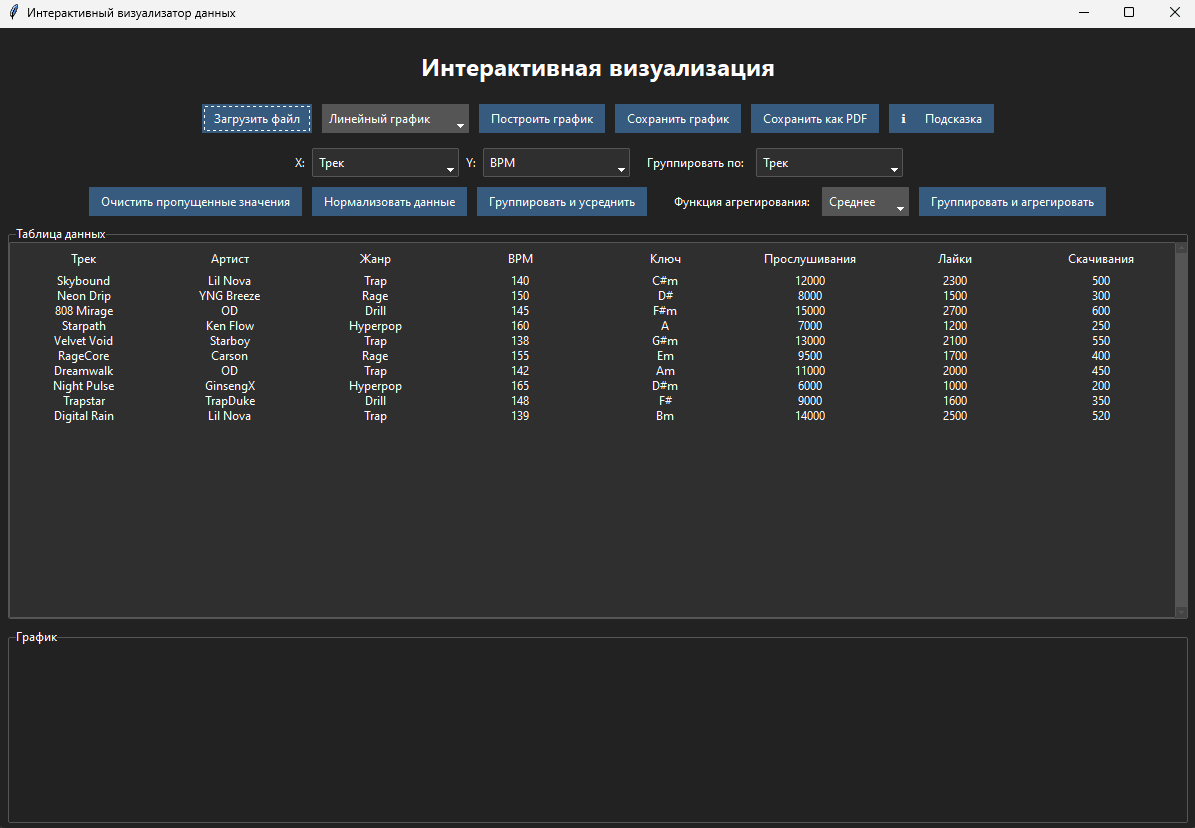 Интерактивный визуализатор данных
Интерактивная визуализация
Загрузить файл Линейный график Построить график Сохранить график Сохранить как PDF i Подсказка
X: Трек Y: BPM Группировать по: Трек
Очистить пропущенные значения Нормализовать данные Группировать и усреднить Функция агрегирования: Среднее Группировать и агрегировать
Таблица данных
Трек Артист Жанр BPM Ключ Прослушивания Лайки Скачивания
Skybound Lil Nova Trap 140 C#m 12000 2300 500
Neon Drip YNG Breeze Rage 150 D# 8000 1500 300
808 Mirage OD Drill 145 F#m 15000 2700 600
Starpath Ken Flow Hyperpop 160 A 7000 1200 250
Velvet Void Starboy Trap 138 G#m 13000 2100 550
RageCore Carson Rage 155 Em 9500 1700 400
Dreamwalk OD Trap 142 Am 11000 2000 450
Night Pulse GinsengX Hyperpop 165 D#m 6000 1000 200
Trapstar TrapDuke Drill 148 F# 9000 1600 350
Digital Rain Lil Nova Trap 139 Bm 14000 2500 520
График